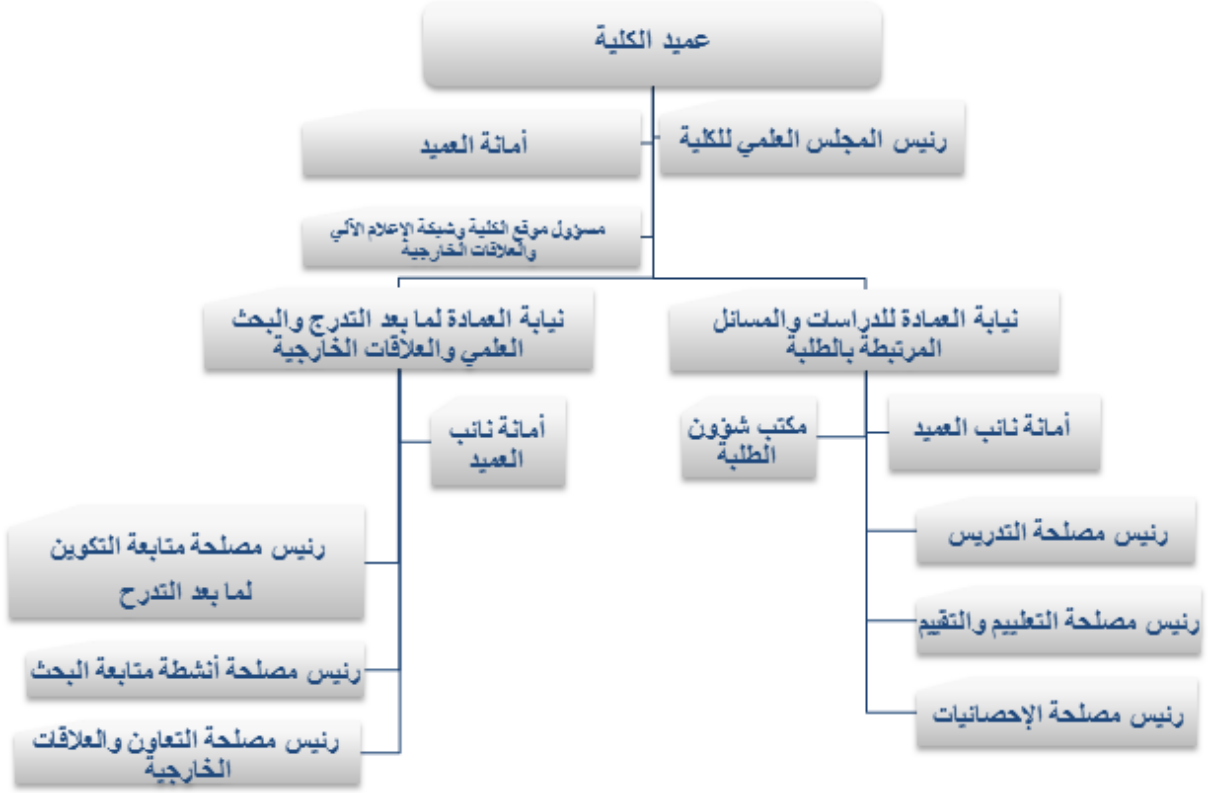 عميد الكلية
رئيس المجلس العلمي للكلية
أمانة العميد
مسؤول موقع الكلية وشبكة الإعلام الآلي
والعلاقات الخارجية
نيابة العمادة للدراسات والمسائل
المرتبطة بالطلبة
نيابة العمادة لما بعد التدرج والبحث
العلمي والعلاقات الخارجية
أمانة نائب العميد
مكتب شؤون
الطلبة
أمانة نائب
العميد
رئيس مصلحة التدريس
رئيس مصلحة التعليم والتقييم
رئيس مصلحة الإحصائيات
رئيس مصلحة متابعة التكوين
لما بعد التدرح
رئيس مصلحة أنشطة متابعة البحث
رئيس مصلحة التعاون والعلاقات
الخارجية